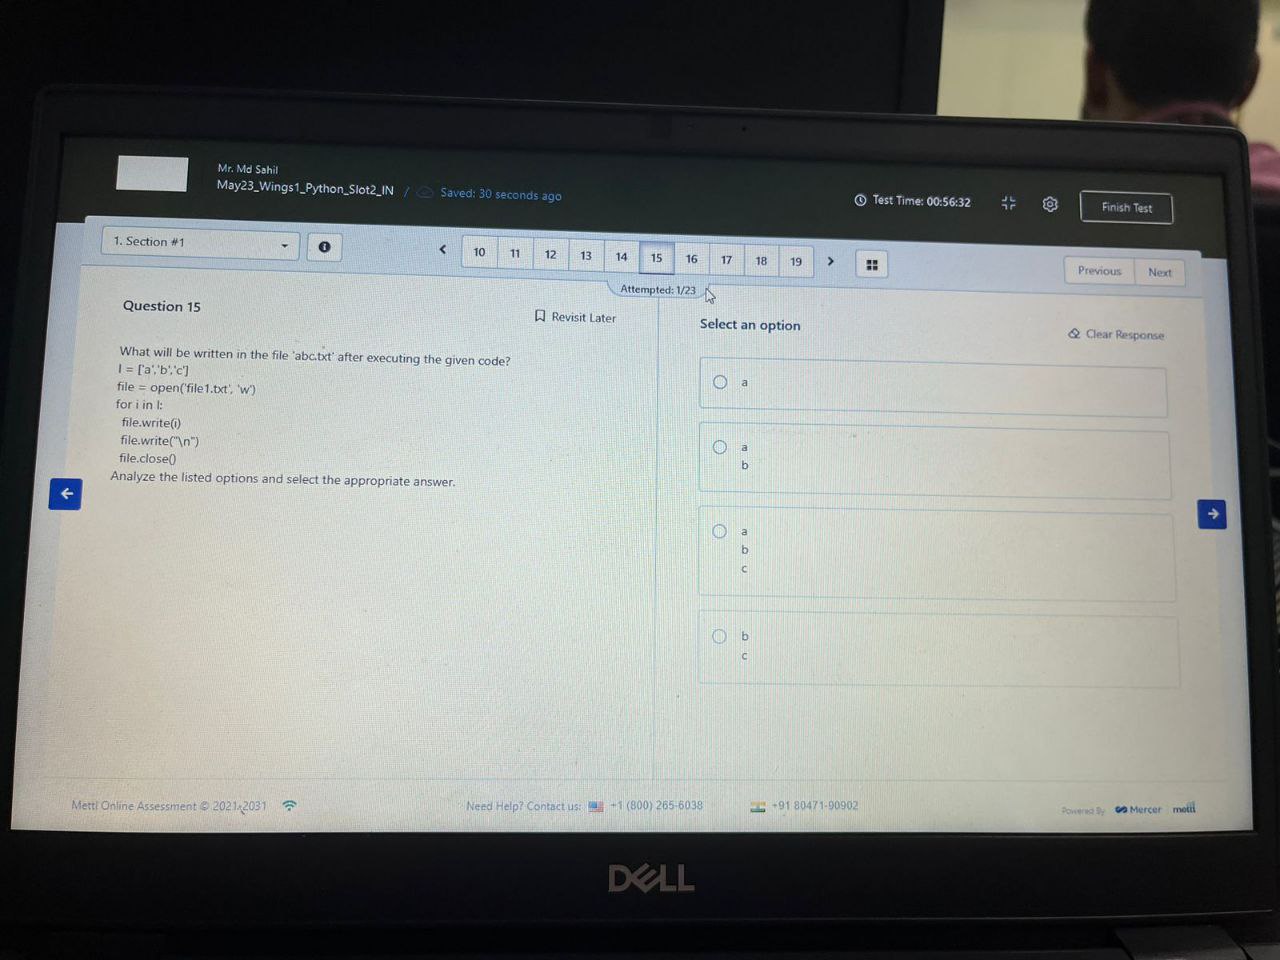 Mr. Md Sahil
May23_Wings1_Python_Slot2_IN / Saved: 30 seconds ago
Test Time: 00:56:32
Finish Test
1. Section #1
10 11 12 13 14 15 16 17 18 19
Attempted: 1/23
Previous Next
Question 15
Revisit Later
What will be written in the file 'abc.txt' after executing the given code?
l = ['a','b','c']
file = open('file1.txt', 'w')
for i in l:
file.write(i)
file.write("\n")
file.close()
Analyze the listed options and select the appropriate answer.
Select an option
Clear Response
a
a
b
a
b
c
b
c
Mettl Online Assessment © 2021-2031
Need Help? Contact us: +1 (800) 265-6038 +91 80471-90902
Powered By Mercer mettl
DELL